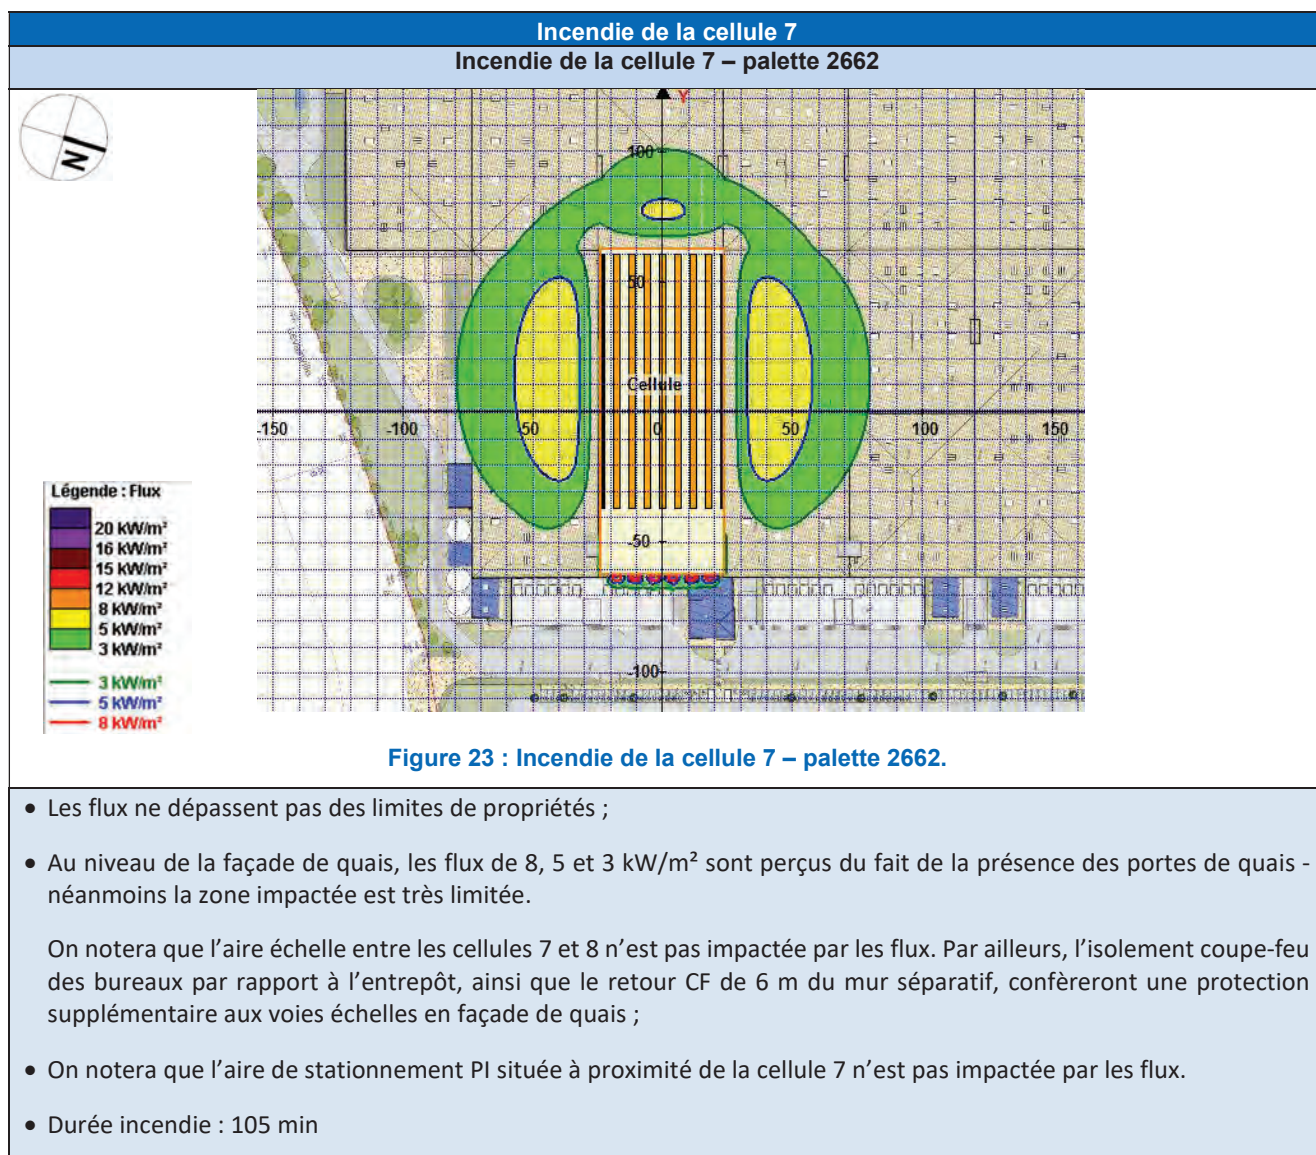 Incendie de la cellule 7
Incendie de la cellule 7 – palette 2662
N
Y
100
50
Cellule
-150
-100
-50
0
50
100
150
-50
-100
Légende : Flux
20 kW/m²
16 kW/m²
15 kW/m²
12 kW/m²
8 kW/m²
5 kW/m²
3 kW/m²
3 kW/m²
5 kW/m²
8 kW/m²
Figure 23 : Incendie de la cellule 7 – palette 2662.
• Les flux ne dépassent pas des limites de propriétés ;
• Au niveau de la façade de quais, les flux de 8, 5 et 3 kW/m² sont perçus du fait de la présence des portes de quais -
néanmoins la zone impactée est très limitée.
On notera que l’aire échelle entre les cellules 7 et 8 n’est pas impactée par les flux. Par ailleurs, l’isolement coupe-feu
des bureaux par rapport à l’entrepôt, ainsi que le retour CF de 6 m du mur séparatif, confèreront une protection
supplémentaire aux voies échelles en façade de quais ;
• On notera que l’aire de stationnement PI située à proximité de la cellule 7 n’est pas impactée par les flux.
• Durée incendie : 105 min